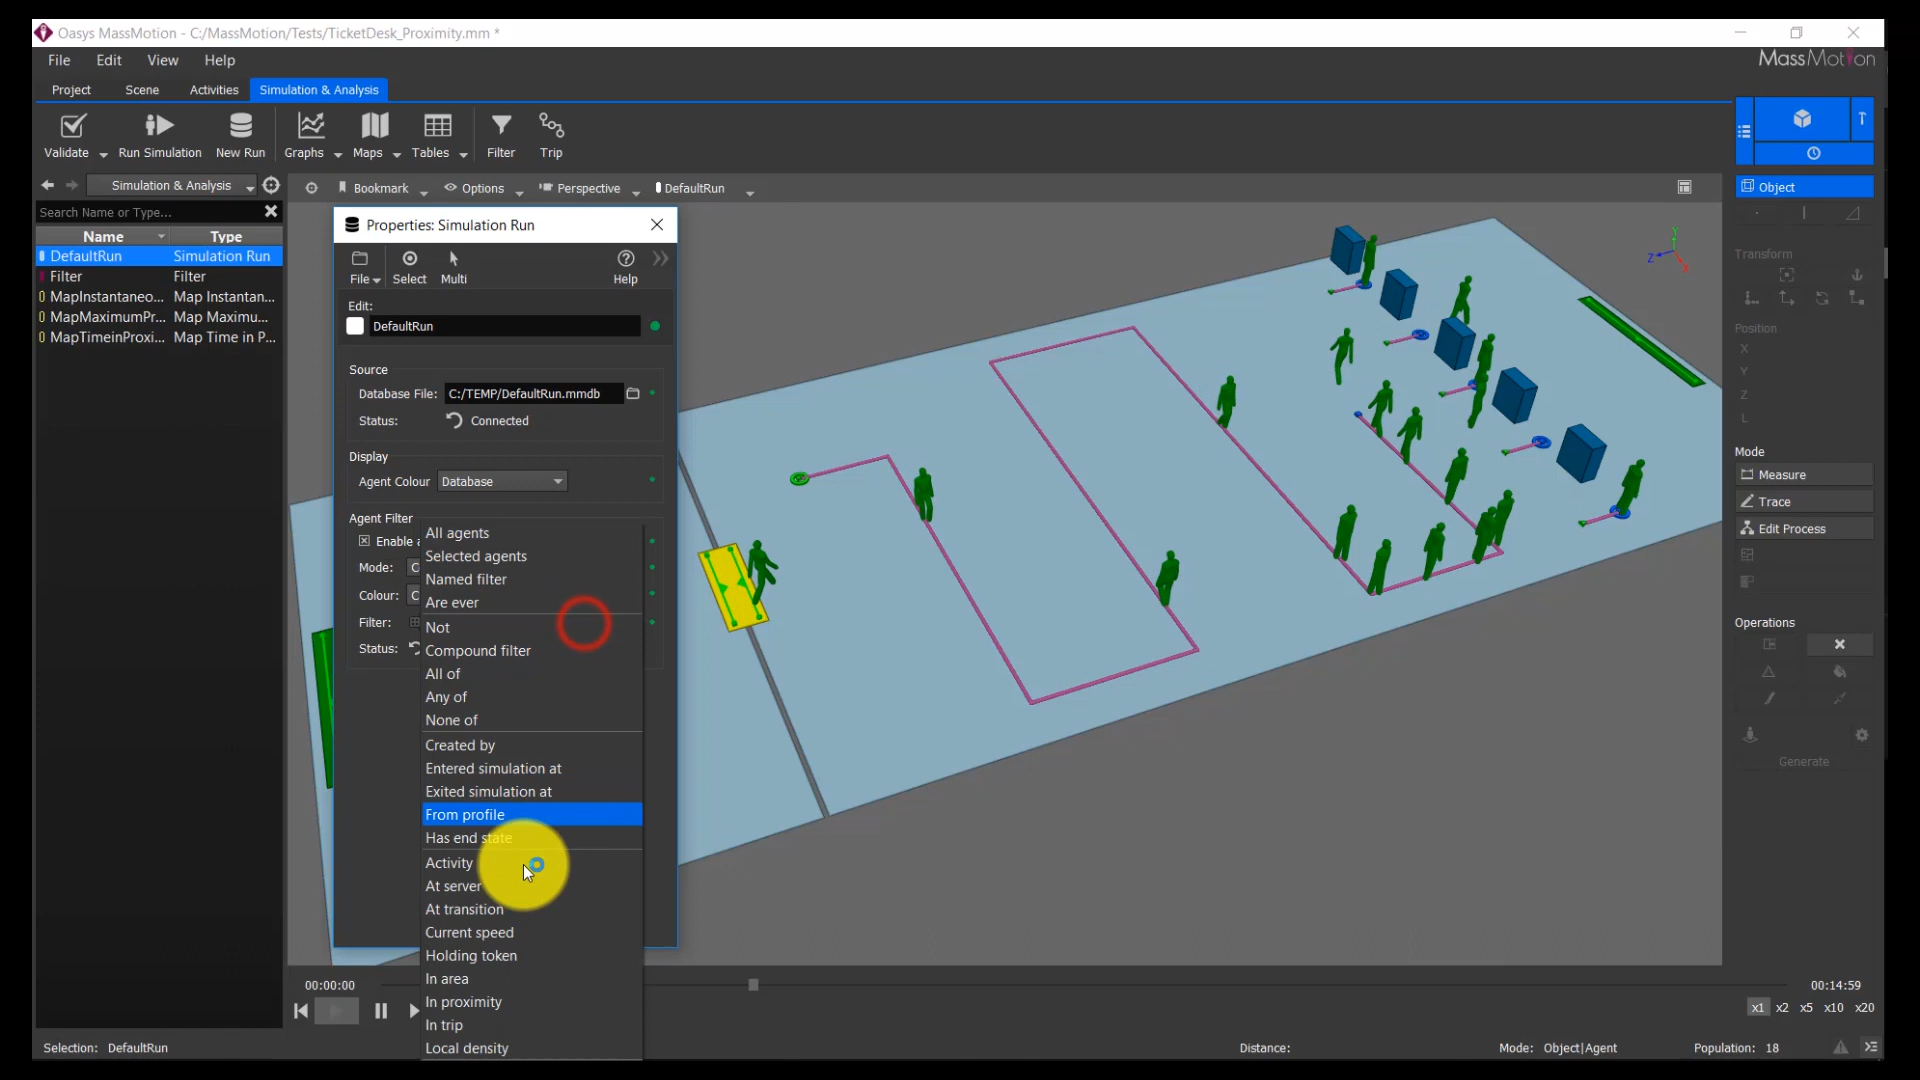 Oasys MassMotion - C:/MassMotion/Tests/TicketDesk_Proximity.mm *
File Edit View Help
MassMotion
Project Scene Activities Simulation & Analysis
Validate Run Simulation New Run Graphs Maps Tables Filter Trip
Simulation & Analysis
Bookmark Options Perspective DefaultRun
Object
Search Name or Type...
Name Type
DefaultRun Simulation Run
Filter Filter
MapInstantaneo... Map Instantan...
MapMaximumPr... Map Maximu...
MapTimeinProxi... Map Time in P...
Properties: Simulation Run
File Select Multi Help
Edit:
DefaultRun
Source
Database File: C:/TEMP/DefaultRun.mmdb
Status: Connected
Display
Agent Colour Database
Agent Filter
Enable a
Mode: C
Colour: C
Filter:
Status:
All agents
Selected agents
Named filter
Are ever
Not
Compound filter
All of
Any of
None of
Created by
Entered simulation at
Exited simulation at
From profile
Has end state
Activity
At server
At transition
Current speed
Holding token
In area
In proximity
In trip
Local density
Y
Z
X
Transform
Position
X
Y
Z
L
Mode
Measure
Trace
Edit Process
Operations
Generate
00:00:00 00:14:59
x1 x2 x5 x10 x20
Selection: DefaultRun Distance: Mode: Object|Agent Population: 18